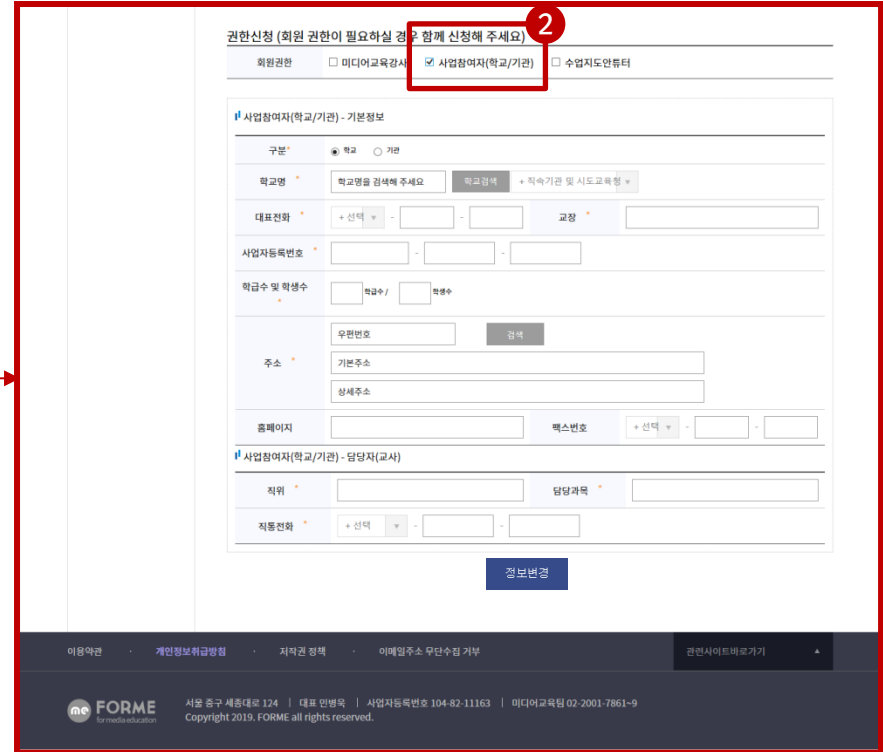 2
권한신청 (회원 권한이 필요하실 경우 함께 신청해 주세요)
회원권한 미디어교육강사 사업참여자(학교/기관) 수업지도안튜터
사업참여자(학교/기관) - 기본정보
구분* 학교 기관
학교명 * 학교명을 검색해 주세요 학교검색 + 직속기관 및 시도교육청
대표전화 * + 선택 - - 교장 *
사업자등록번호 * - -
학급수 및 학생수 * 학급수 / 학생수
우편번호 검색
주소 * 기본주소
상세주소
홈페이지 팩스번호 + 선택 - -
사업참여자(학교/기관) - 담당자(교사)
직위 * 담당과목 *
직통전화 * + 선택 - -
정보변경
이용약관 · 개인정보취급방침 · 저작권 정책 · 이메일주소 무단수집 거부 관련사이트바로가기
me FORME
for media education
서울 중구 세종대로 124 | 대표 민병욱 | 사업자등록번호 104-82-11163 | 미디어교육팀 02-2001-7861~9
Copyright 2019. FORME all rights reserved.